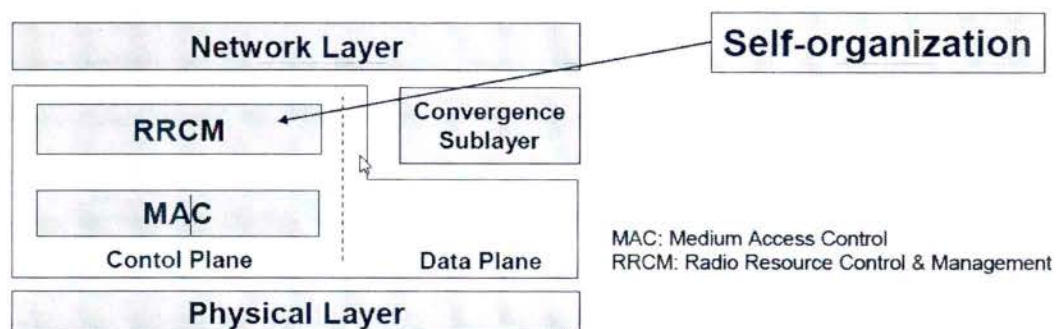 Network Layer
Self-organization
RRCM
Convergence
Sublayer
MAC
Contol Plane
Data Plane
MAC: Medium Access Control
RRCM: Radio Resource Control & Management
Physical Layer